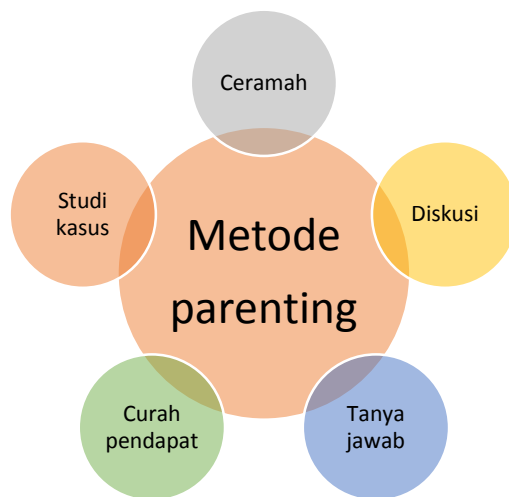 Ceramah
Diskusi
Tanya
jawab
Curah
pendapat
Studi
kasus
Metode
parenting